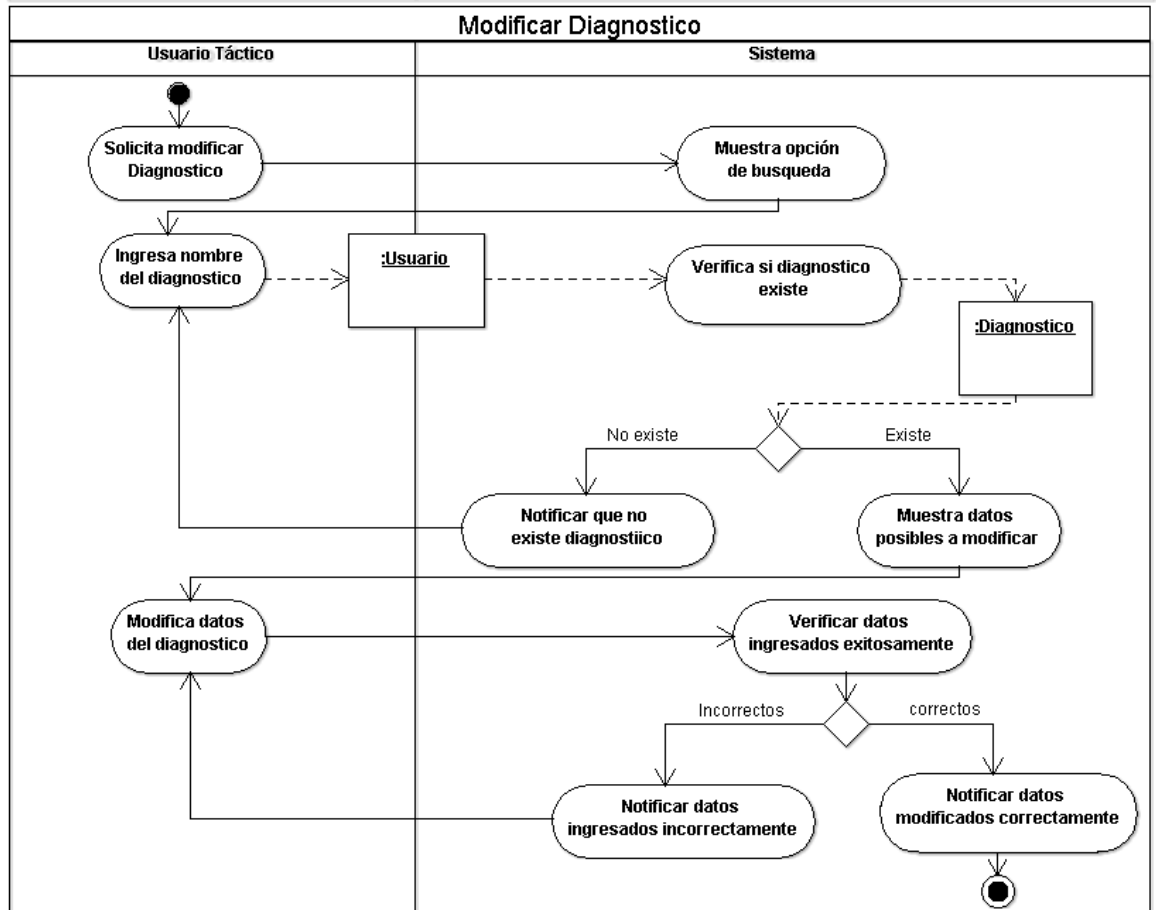 Modificar Diagnostico
Usuario Táctico
Sistema
Solicita modificar
Diagnostico
Muestra opción
de busqueda
Ingresa nombre
del diagnostico
:Usuario
Verifica si diagnostico
existe
:Diagnostico
No existe
Existe
Notificar que no
existe diagnostiico
Muestra datos
posibles a modificar
Modifica datos
del diagnostico
Verificar datos
ingresados exitosamente
Incorrectos
correctos
Notificar datos
ingresados incorrectamente
Notificar datos
modificados correctamente